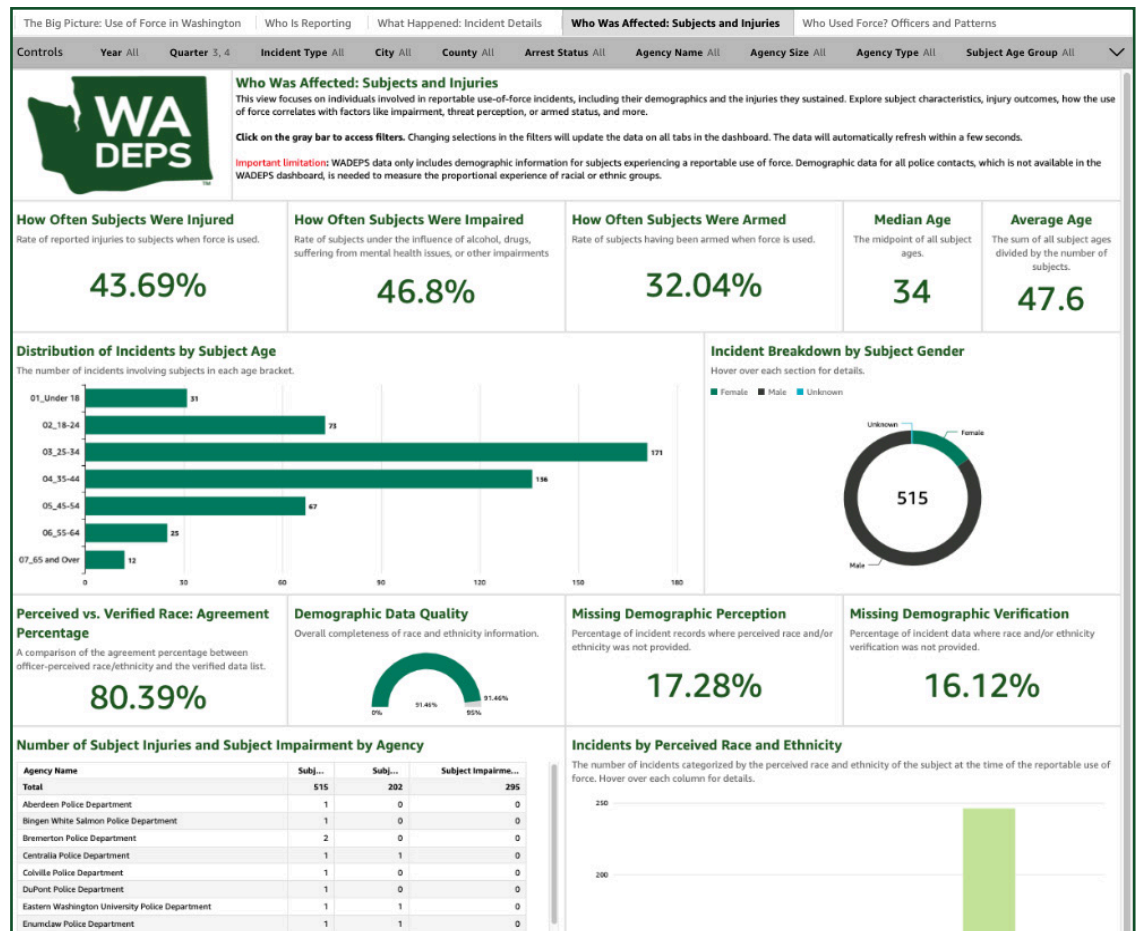 The Big Picture: Use of Force in Washington
Who Is Reporting
What Happened: Incident Details
Who Was Affected: Subjects and Injuries
Who Used Force? Officers and Patterns
Controls
Year All
Quarter 3, 4
Incident Type All
City All
County All
Arrest Status All
Agency Name All
Agency Size All
Agency Type All
Subject Age Group All
WA
DEPS
TM
Who Was Affected: Subjects and Injuries
This view focuses on individuals involved in reportable use-of-force incidents, including their demographics and the injuries they sustained. Explore subject characteristics, injury outcomes, how the use
of force correlates with factors like impairment, threat perception, or armed status, and more.
Click on the gray bar to access filters. Changing selections in the filters will update the data on all tabs in the dashboard. The data will automatically refresh within a few seconds.
Important limitation: WADEPS data only includes demographic information for subjects experiencing a reportable use of force. Demographic data for all police contacts, which is not available in the
WADEPS dashboard, is needed to measure the proportional experience of racial or ethnic groups.
How Often Subjects Were Injured
Rate of reported injuries to subjects when force is used.
43.69%
How Often Subjects Were Impaired
Rate of subjects under the influence of alcohol, drugs,
suffering from mental health issues, or other impairments
46.8%
How Often Subjects Were Armed
Rate of subjects having been armed when force is used.
32.04%
Median Age
The midpoint of all subject
ages.
34
Average Age
The sum of all subject ages
divided by the number of
subjects.
47.6
Distribution of Incidents by Subject Age
The number of incidents involving subjects in each age bracket.
01_Under 18
31
02_18-24
73
03_25-34
171
04_35-44
136
05_45-54
67
06_55-64
25
07_65 and Over
12
0
30
60
90
120
150
180
Incident Breakdown by Subject Gender
Hover over each section for details.
Female
Male
Unknown
Unknown
Female
515
Male
Perceived vs. Verified Race: Agreement
Percentage
A comparison of the agreement percentage between
officer-perceived race/ethnicity and the verified data list.
80.39%
Demographic Data Quality
Overall completeness of race and ethnicity information.
91.46%
91.46%
0%
95%
Missing Demographic Perception
Percentage of incident records where perceived race and/or
ethnicity was not provided.
17.28%
Missing Demographic Verification
Percentage of incident data where race and/or ethnicity
verification was not provided.
16.12%
Number of Subject Injuries and Subject Impairment by Agency
Agency Name Subj... Subj... Subject Impairme...
Total 515 202 295
Aberdeen Police Department 1 0 0
Bingen White Salmon Police Department 1 0 0
Bremerton Police Department 2 0 0
Centralia Police Department 1 1 0
Colville Police Department 1 0 0
DuPont Police Department 1 0 0
Eastern Washington University Police Department 1 1 0
Enumclaw Police Department 1 1 0
Incidents by Perceived Race and Ethnicity
The number of incidents categorized by the perceived race and ethnicity of the subject at the time of the reportable use of
force. Hover over each column for details.
250
200